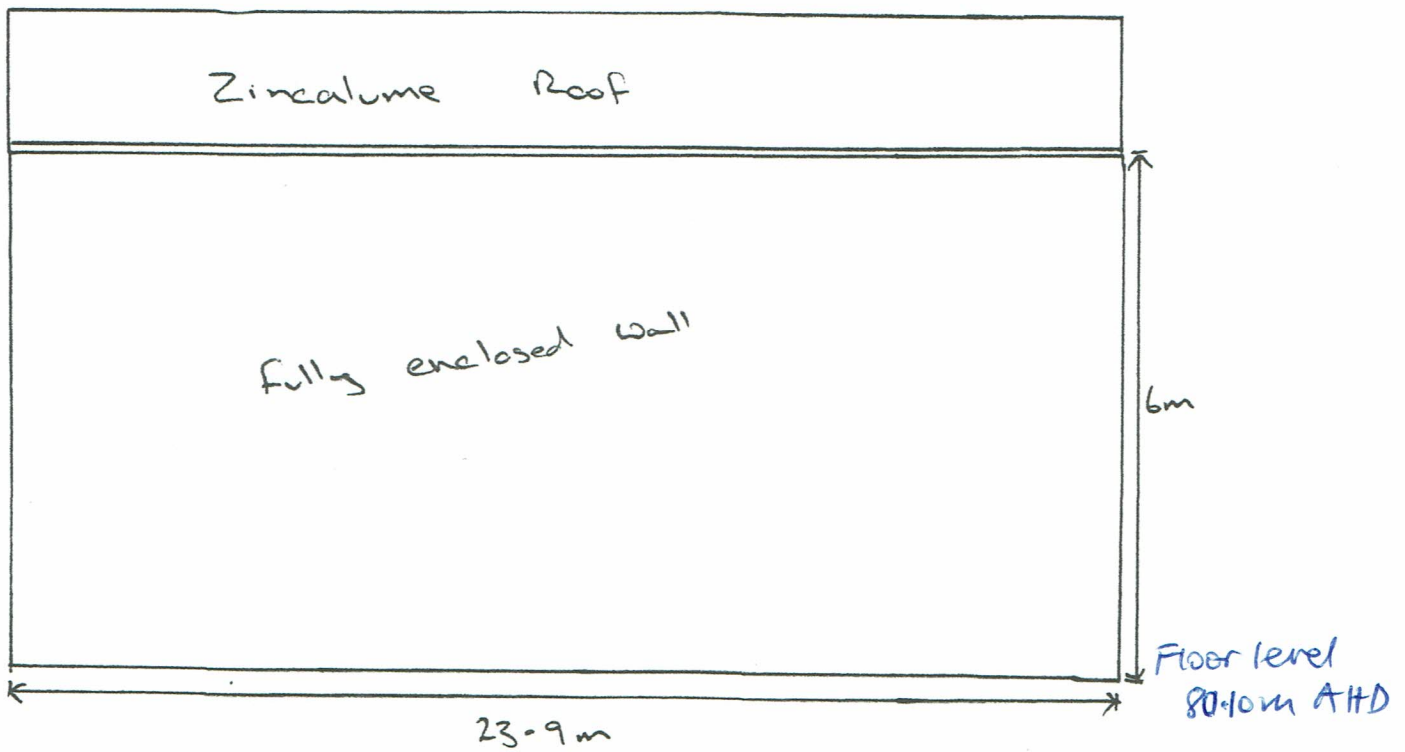 Zincalume Roof
Fully enclosed wall
6m
Floor level
80.10m AHD
23.9m